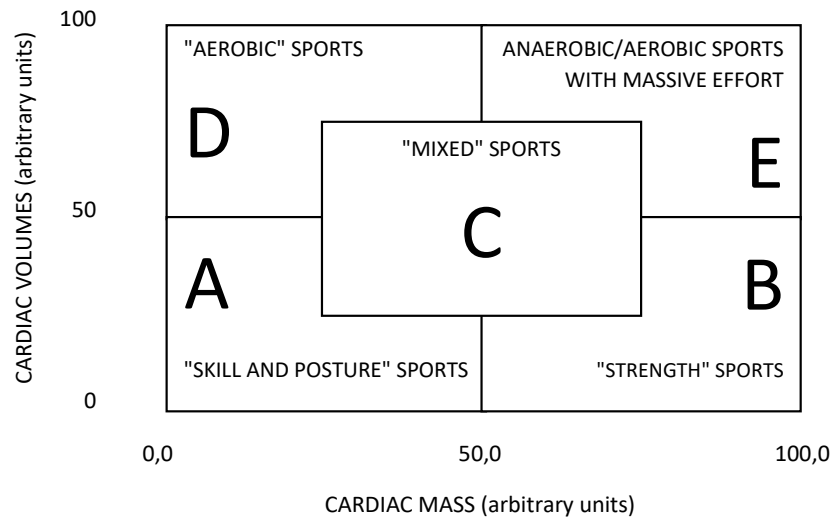 CARDIAC VOLUMES (arbitrary units)
100
50
0
"AEROBIC" SPORTS
D
ANAEROBIC/AEROBIC SPORTS
WITH MASSIVE EFFORT
E
"MIXED" SPORTS
C
A
"SKILL AND POSTURE" SPORTS
B
"STRENGTH" SPORTS
0,0
50,0
100,0
CARDIAC MASS (arbitrary units)